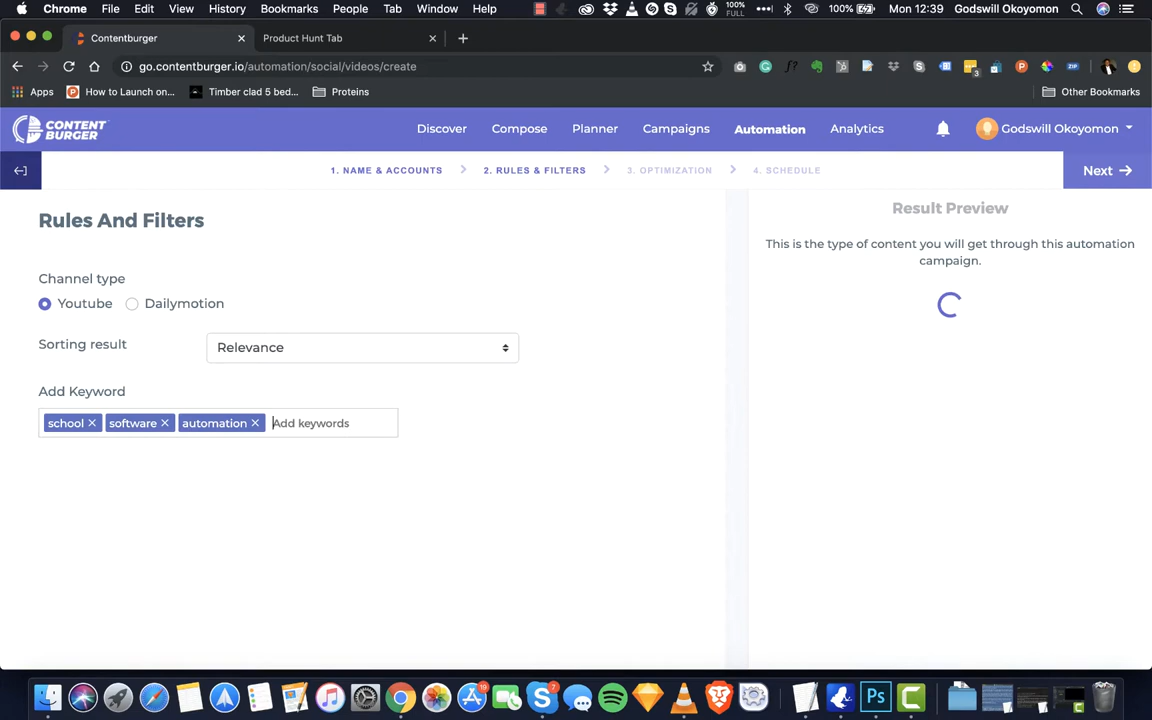 Chrome File Edit View History Bookmarks People Tab Window Help 100% FULL 100% Mon 12:39 Godswill Okoyomon
Contentburger Product Hunt Tab
go.contentburger.io/automation/social/videos/create
Apps How to Launch on... Timber clad 5 bed... Proteins Other Bookmarks
CONTENT BURGER Discover Compose Planner Campaigns Automation Analytics Godswill Okoyomon
1. NAME & ACCOUNTS 2. RULES & FILTERS 3. OPTIMIZATION 4. SCHEDULE Next
Rules And Filters
Result Preview
This is the type of content you will get through this automation
campaign.
Channel type
Youtube Dailymotion
Sorting result Relevance
Add Keyword
school software automation Add keywords